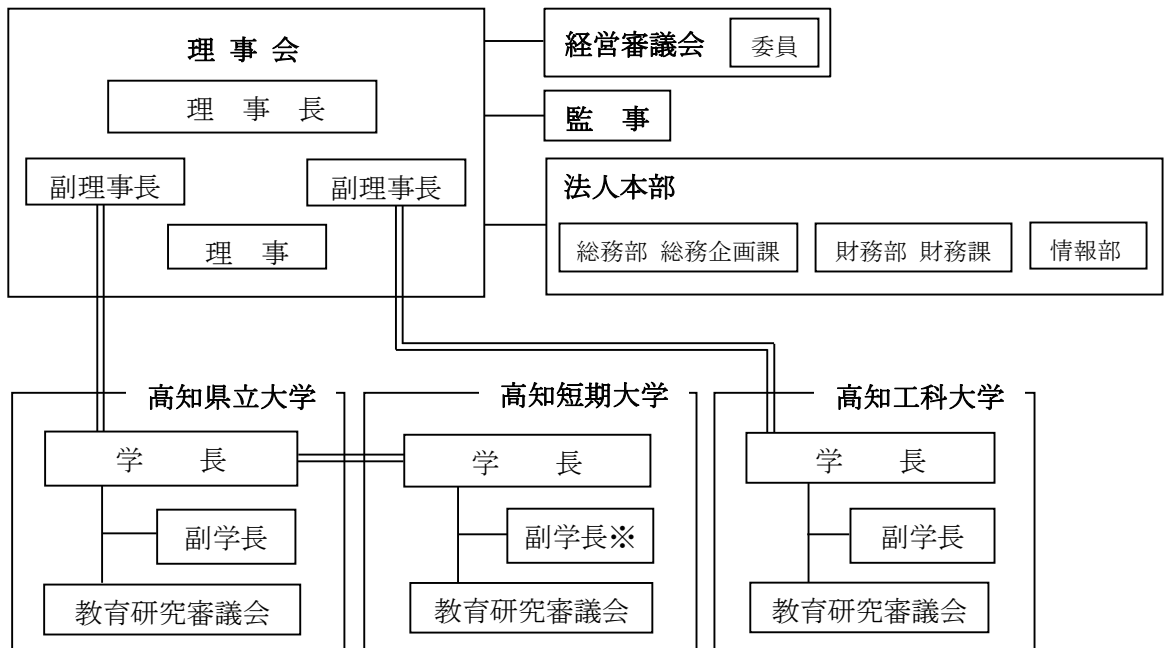 理 事 会
理 事 長
副理事長
副理事長
理 事
経営審議会 委員
監 事
法人本部
総務部 総務企画課
財務部 財務課
情報部
高知県立大学
学 長
副学長
教育研究審議会
高知短期大学
学 長
副学長※
教育研究審議会
高知工科大学
学 長
副学長
教育研究審議会